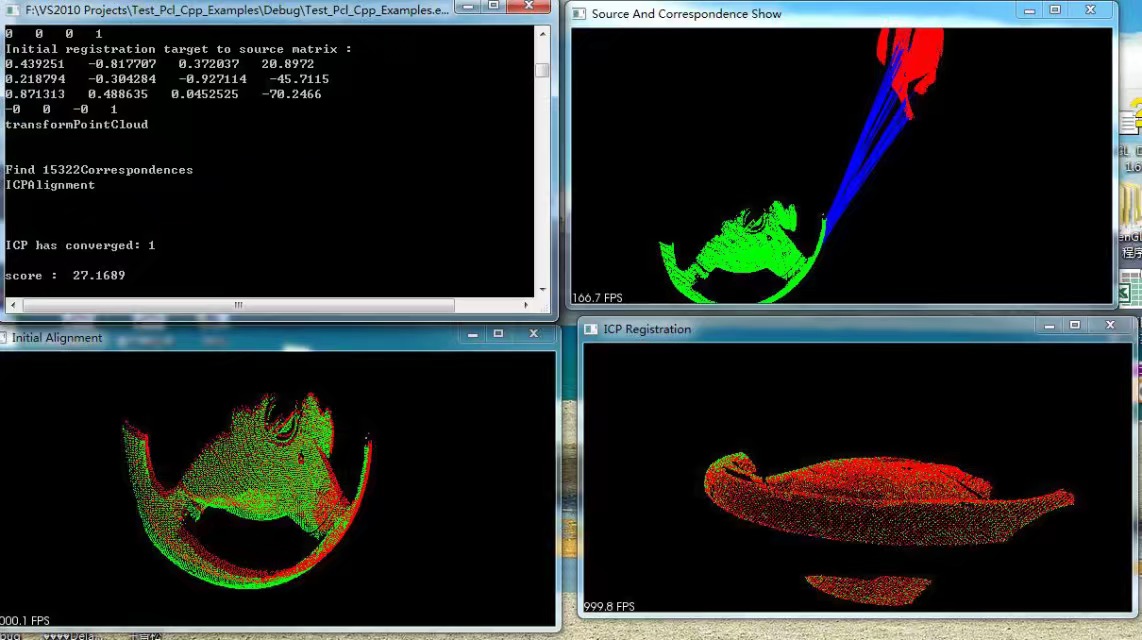 F:\VS2010 Projects\Test_Pcl_Cpp_Examples\Debug\Test_Pcl_Cpp_Examples.e...
0 0 0 1
Initial registration target to source matrix :
0.439251 -0.817707 0.372037 20.8972
0.218794 -0.304284 -0.927114 -45.7115
0.871313 0.488635 0.0452525 -70.2466
-0 0 -0 1
transformPointCloud
Find 15322Correspondences
ICPAlignment
ICP has converged: 1
score : 27.1689
Source And Correspondence Show
166.7 FPS
Initial Alignment
000.1 FPS
ICP Registration
999.8 FPS
程序